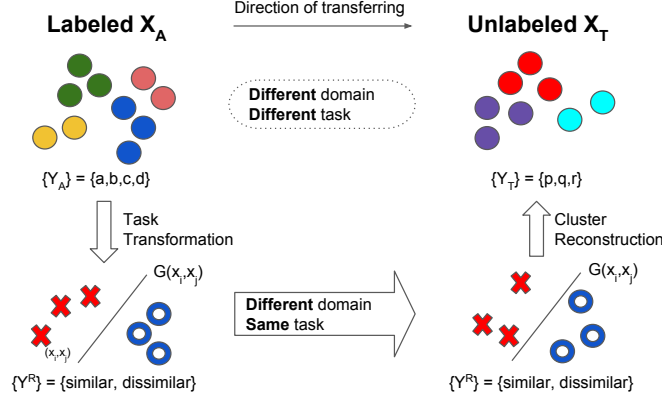 Labeled X_A
Direction of transferring
Unlabeled X_T
Different domain
Different task
{Y_A} = {a,b,c,d}
{Y_T} = {p,q,r}
Task
Transformation
Cluster
Reconstruction
G(x_i,x_j)
G(x_i,x_j)
Different domain
Same task
(x_i,x_j)
{Y^R} = {similar, dissimilar}
{Y^R} = {similar, dissimilar}